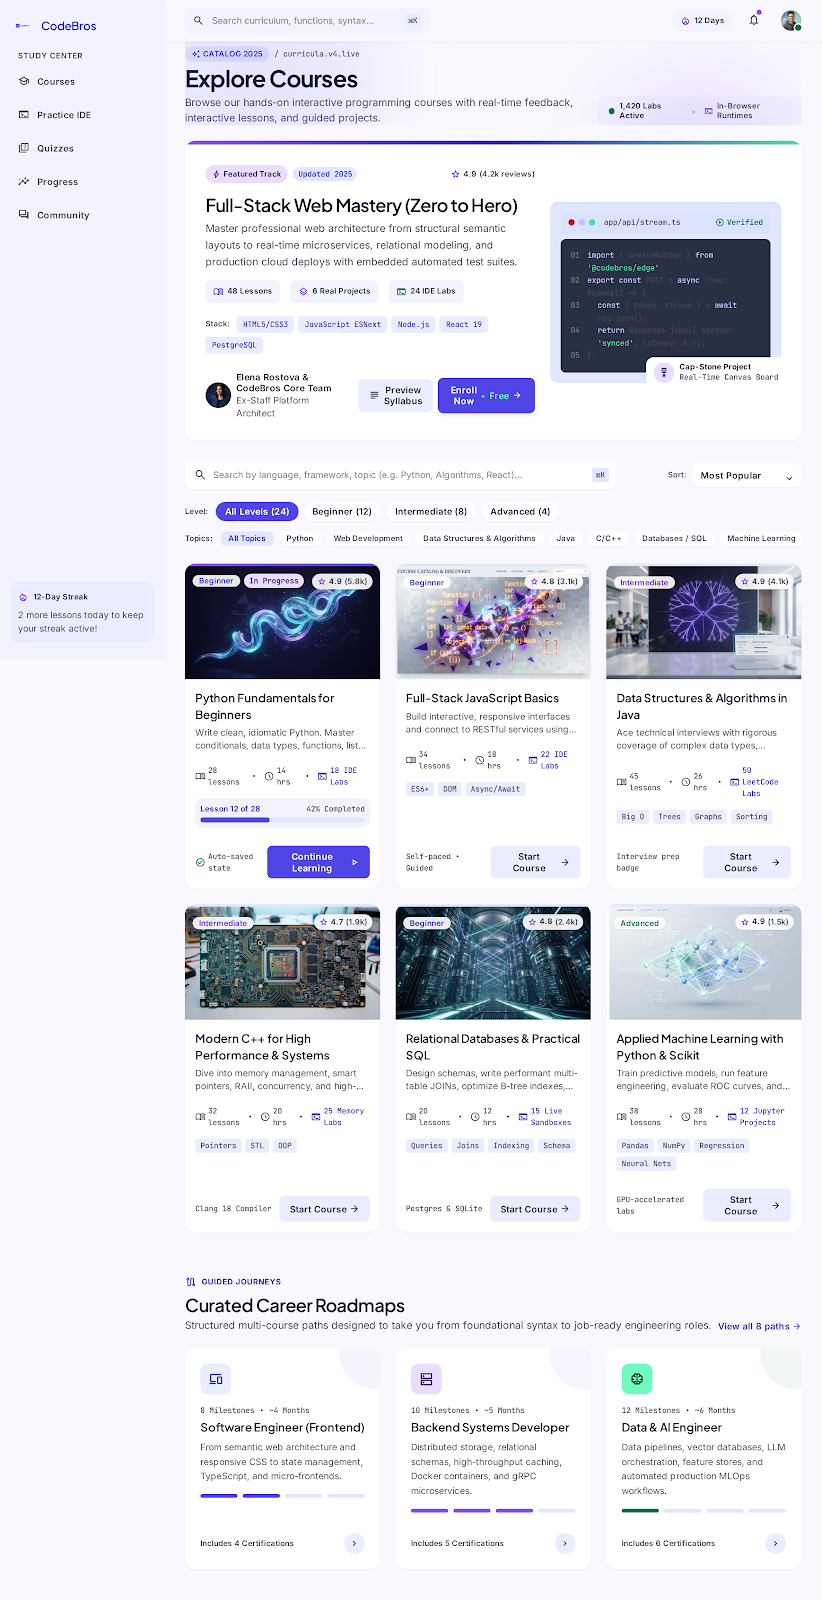 CodeBros
STUDY CENTER
Courses
Practice IDE
Quizzes
Progress
Community
12-Day Streak
2 more lessons today to keep
your streak active!
Search curriculum, functions, syntax...
⌘K
12 Days
CATALOG 2025 / curricula.v4.live
Explore Courses
Browse our hands-on interactive programming courses with real-time feedback,
interactive lessons, and guided projects.
1,420 Labs
Active
•
In-Browser
Runtimes
Featured Track
Updated 2025
4.9 (4.2k reviews)
Full-Stack Web Mastery (Zero to Hero)
Master professional web architecture from structural semantic
layouts to real-time microservices, relational modeling, and
production cloud deploys with embedded automated test suites.
48 Lessons
6 Real Projects
24 IDE Labs
Stack: HTML5/CSS3 JavaScript ESNext Node.js React 19
PostgreSQL
Elena Rostova &
CodeBros Core Team
Ex-Staff Platform
Architect
Preview
Syllabus
Enroll
Now
• Free →
app/api/stream.ts
Verified
01 import { createRouter } from
'@codebros/edge';
02 export const POST = async (req:
Request) => {
03 const { token, stream } = await
req.json();
04 return Response.json({ status:
'synced', latency: 4 });
05 };
Cap-Stone Project
Real-Time Canvas Board
Search by language, framework, topic (e.g. Python, Algorithms, React)...
⌘K
Sort: Most Popular
Level: All Levels (24) Beginner (12) Intermediate (8) Advanced (4)
Topics: All Topics Python Web Development Data Structures & Algorithms Java C/C++ Databases / SQL Machine Learning
Beginner In Progress 4.9 (5.8k)
Python Fundamentals for
Beginners
Write clean, idiomatic Python. Master
conditionals, data types, functions, list...
28
lessons
•
14
hrs
•
18 IDE
Labs
Lesson 12 of 28 42% Completed
Auto-saved
state
Continue
Learning
COURSE CATALOG & DISCOVERY
Beginner 4.8 (3.1k)
Full-Stack JavaScript Basics
Build interactive, responsive interfaces
and connect to RESTful services using...
34
lessons
•
18
hrs
•
22 IDE
Labs
ES6+ DOM Async/Await
Self-paced •
Guided
Start
Course →
Intermediate 4.9 (4.1k)
Data Structures & Algorithms in
Java
Ace technical interviews with rigorous
coverage of complex data types,...
45
lessons
•
26
hrs
•
50
LeetCode
Labs
Big O Trees Graphs Sorting
Interview prep
badge
Start
Course →
Intermediate 4.7 (1.9k)
Modern C++ for High
Performance & Systems
Dive into memory management, smart
pointers, RAII, concurrency, and high-...
32
lessons
•
20
hrs
•
25 Memory
Labs
Pointers STL OOP
Clang 18 Compiler
Start Course →
Beginner 4.8 (2.4k)
Relational Databases & Practical
SQL
Design schemas, write performant multi-
table JOINs, optimize B-tree indexes,...
20
lessons
•
12
hrs
•
15 Live
Sandboxes
Queries Joins Indexing Schema
Postgres & SQLite
Start Course →
Advanced 4.9 (1.5k)
Applied Machine Learning with
Python & Scikit
Train predictive models, run feature
engineering, evaluate ROC curves, and...
38
lessons
•
28
hrs
•
12 Jupyter
Projects
Pandas NumPy Regression
Neural Nets
GPU-accelerated
labs
Start
Course →
GUIDED JOURNEYS
Curated Career Roadmaps
Structured multi-course paths designed to take you from foundational syntax to job-ready engineering roles.
View all 8 paths →
8 Milestones • ~4 Months
Software Engineer (Frontend)
From semantic web architecture and
responsive CSS to state management,
TypeScript, and micro-frontends.
Includes 4 Certifications
10 Milestones • ~5 Months
Backend Systems Developer
Distributed storage, relational
schemas, high-throughput caching,
Docker containers, and gRPC
microservices.
Includes 5 Certifications
12 Milestones • ~6 Months
Data & AI Engineer
Data pipelines, vector databases, LLM
orchestration, feature stores, and
automated production MLOps
workflows.
Includes 6 Certifications